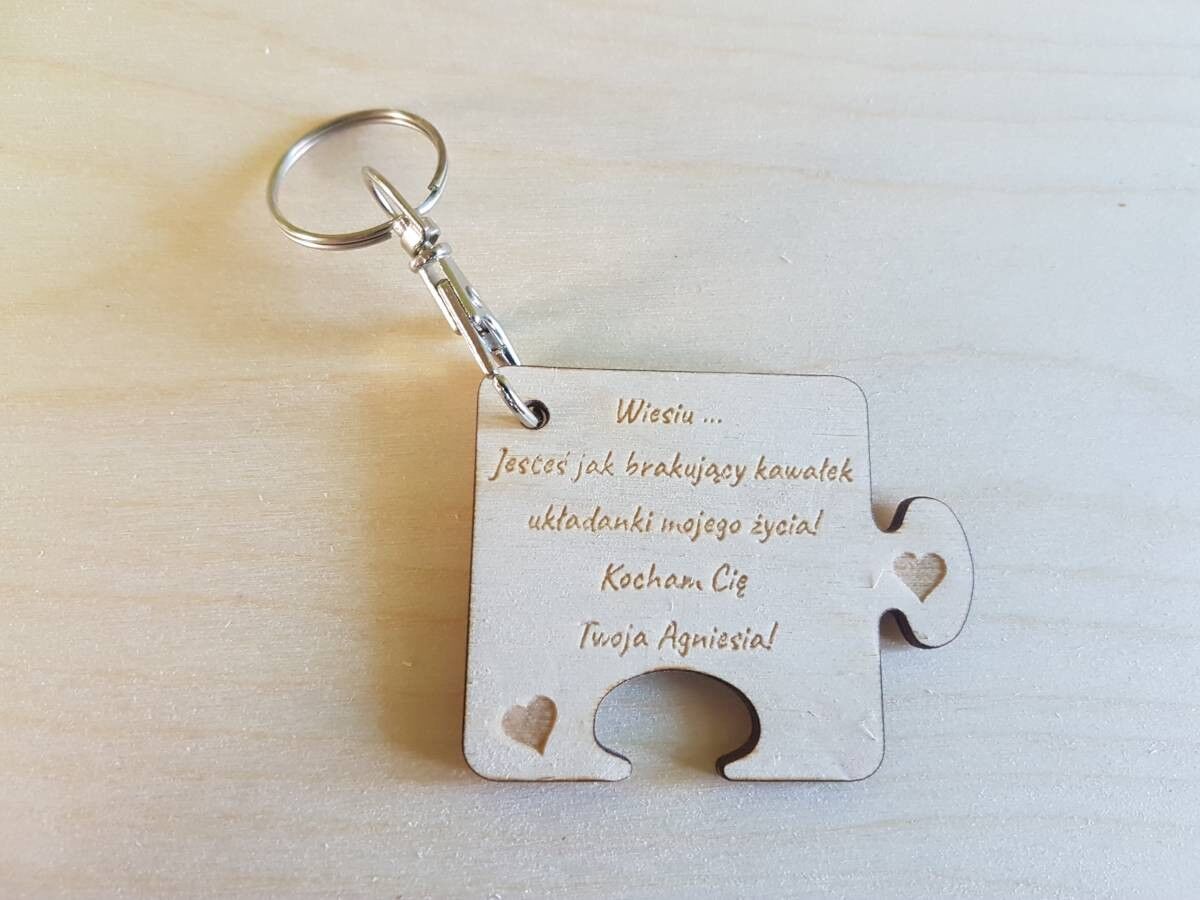 Wiesiu ...
Jesteś jak brakujący kawałek
układanki mojego życia!
Kocham Cię
Twoja Agniesia!